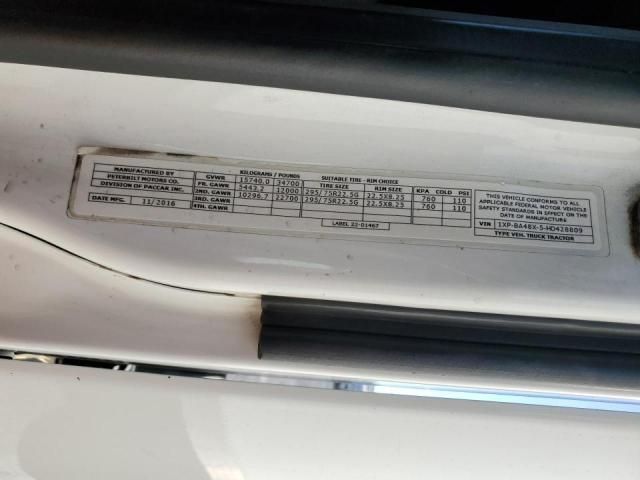 MANUFACTURED BY
PETERBILT MOTORS CO.
DIVISION OF PACCAR INC.
DATE MFG. 11/2016
KILOGRAMS / POUNDS SUITABLE TIRE - RIM CHOICE
GVWR 15740.0 34700 TIRE SIZE RIM SIZE KPA COLD PSI
FR. GAWR 5443.2 12000 295/75R22.5G 22.5X8.25 760 110
2ND. GAWR 10296.7 22700 295/75R22.5G 22.5X8.25 760 110
3RD. GAWR
4TH. GAWR
LABEL 22-01467
THIS VEHICLE CONFORMS TO ALL
APPLICABLE FEDERAL MOTOR VEHICLE
SAFETY STANDARDS IN EFFECT ON THE
DATE OF MANUFACTURE
VIN 1XP-BA48X-5-HD428809
TYPE VEH. TRUCK TRACTOR